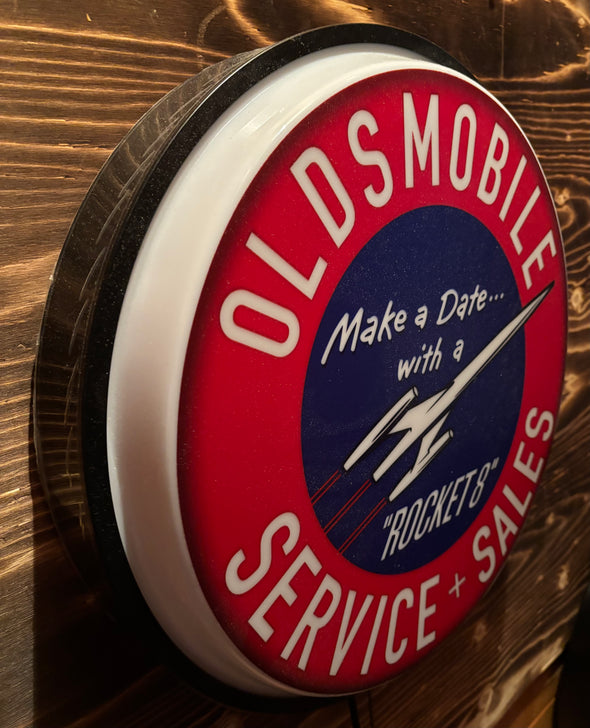 OLDSMOBILE
Make a Date...
with a
"ROCKET 8"
SERVICE + SALES